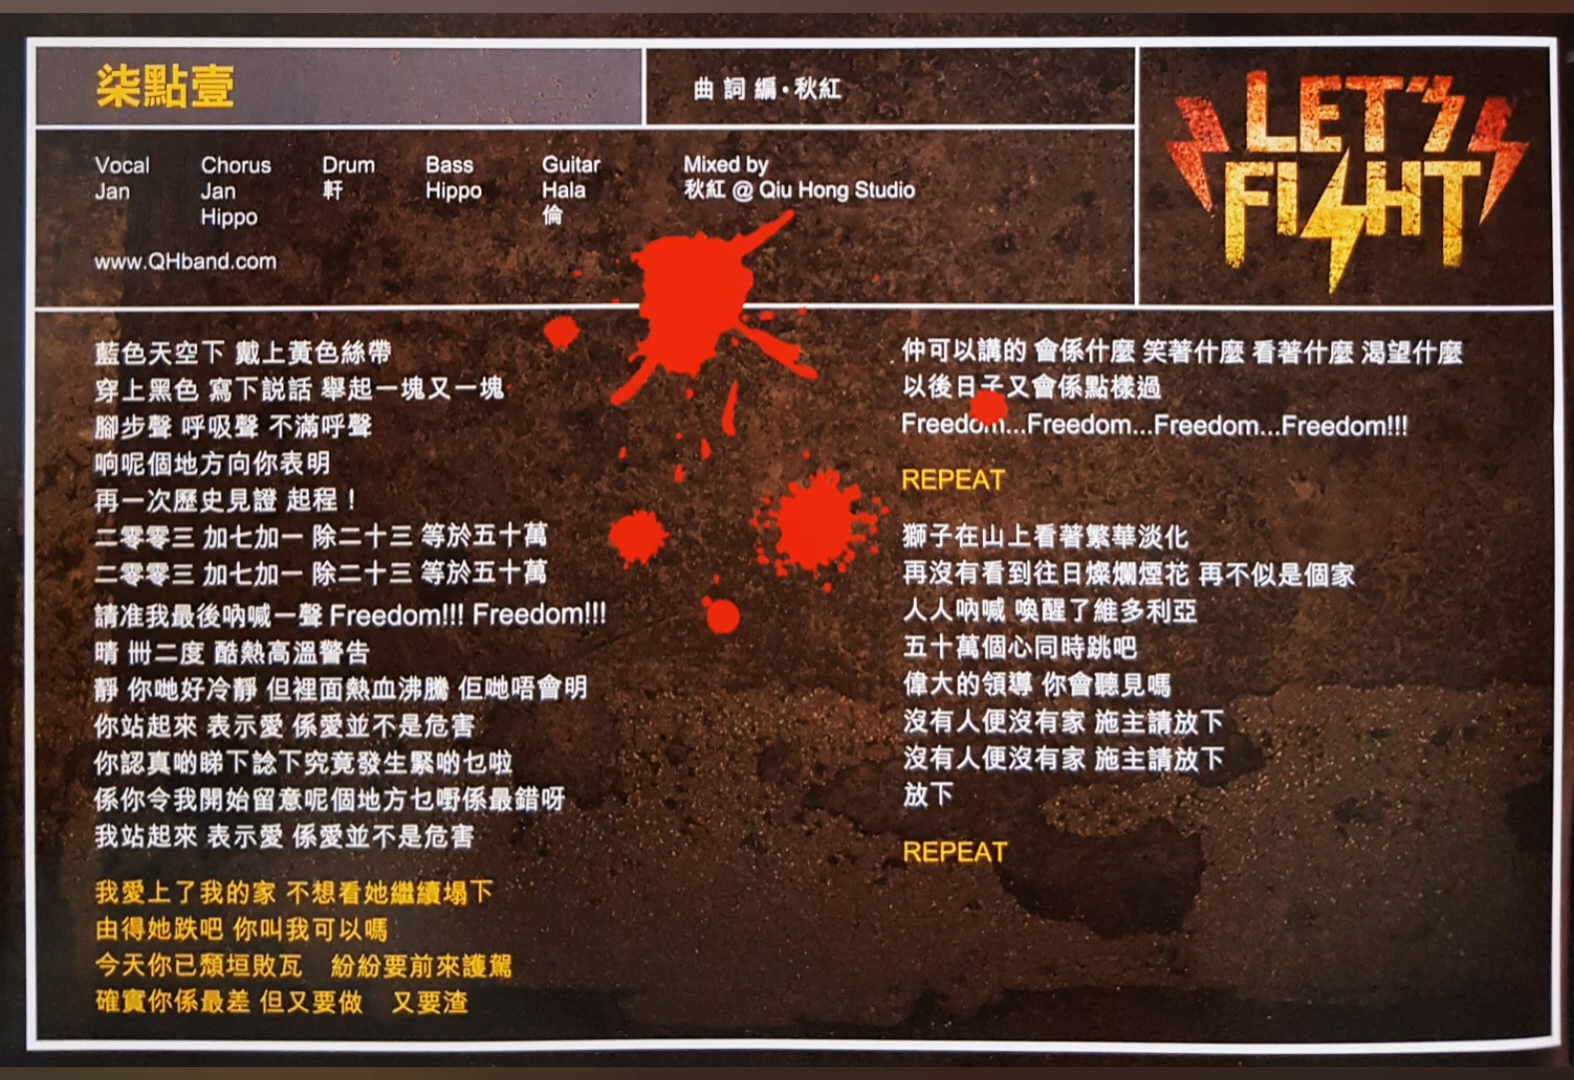 柒點壹
曲 詞 編•秋紅
LET'S
FIGHT
Vocal Chorus Drum Bass Guitar Mixed by
Jan Jan 軒 Hippo Hala 秋紅 @ Qiu Hong Studio
Hippo 倫
www.QHband.com
藍色天空下 戴上黃色絲帶
穿上黑色 寫下説話 舉起一塊又一塊
腳步聲 呼吸聲 不滿呼聲
响呢個地方向你表明
再一次歷史見證 起程！
二零零三 加七加一 除二十三 等於五十萬
二零零三 加七加一 除二十三 等於五十萬
請准我最後吶喊一聲 Freedom!!! Freedom!!!
晴 卅二度 酷熱高溫警告
靜 你哋好冷靜 但裡面熱血沸騰 佢哋唔會明
你站起來 表示愛 係愛並不是危害
你認真啲睇下諗下究竟發生緊啲乜啦
係你令我開始留意呢個地方乜嘢係最錯呀
我站起來 表示愛 係愛並不是危害
我愛上了我的家 不想看她繼續塌下
由得她跌吧 你叫我可以嗎
今天你已頹垣敗瓦 紛紛要前來護駕
確實你係最差 但又要做 又要渣
仲可以講的 會係什麼 笑著什麼 看著什麼 渴望什麼
以後日子又會係點樣過
Freedom...Freedom...Freedom...Freedom!!!
REPEAT
獅子在山上看著繁華淡化
再沒有看到往日燦爛煙花 再不似是個家
人人吶喊 喚醒了維多利亞
五十萬個心同時跳吧
偉大的領導 你會聽見嗎
沒有人便沒有家 施主請放下
沒有人便沒有家 施主請放下
放下
REPEAT